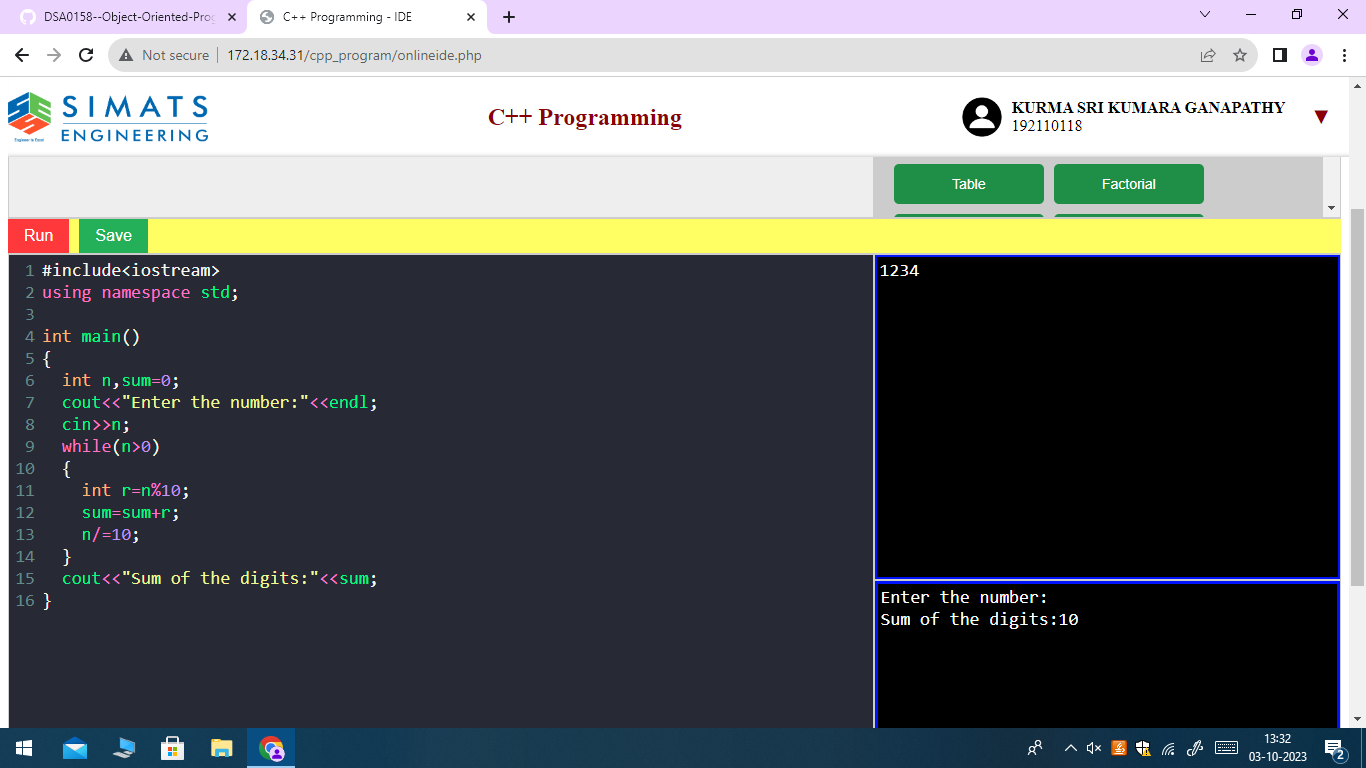 DSA0158--Object-Oriented-Prog
C++ Programming - IDE
Not secure
172.18.34.31/cpp_program/onlineide.php
SIMATS
ENGINEERING
Engineer to Excel
C++ Programming
KURMA SRI KUMARA GANAPATHY
192110118
Table
Factorial
Run
Save
1 #include<iostream>
2 using namespace std;
3
4 int main()
5 {
6   int n,sum=0;
7   cout<<"Enter the number:"<<endl;
8   cin>>n;
9   while(n>0)
10   {
11     int r=n%10;
12     sum=sum+r;
13     n/=10;
14   }
15   cout<<"Sum of the digits:"<<sum;
16 }
1234
Enter the number:
Sum of the digits:10
13:32
03-10-2023
2